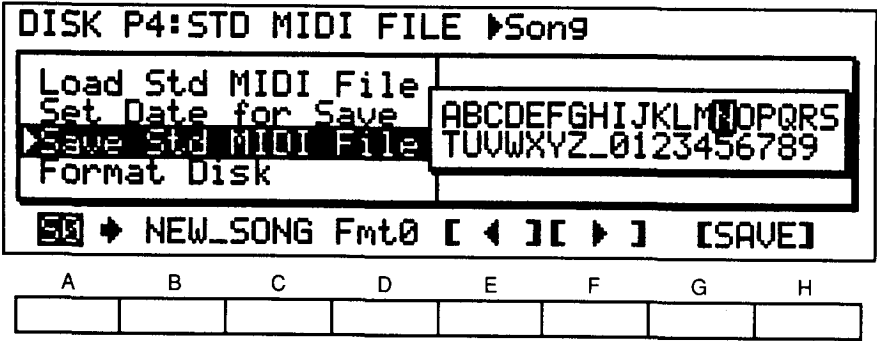 DISK P4:STD MIDI FILE ▶Song
Load Std MIDI File
Set Date for Save
Save Std MIDI File
Format Disk
ABCDEFGHIJKLMNOPQRS
TUVWXYZ_0123456789
➡ NEW_SONG Fmt0 [ ◀ ][ ▶ ] [SAVE]
A B C D E F G H